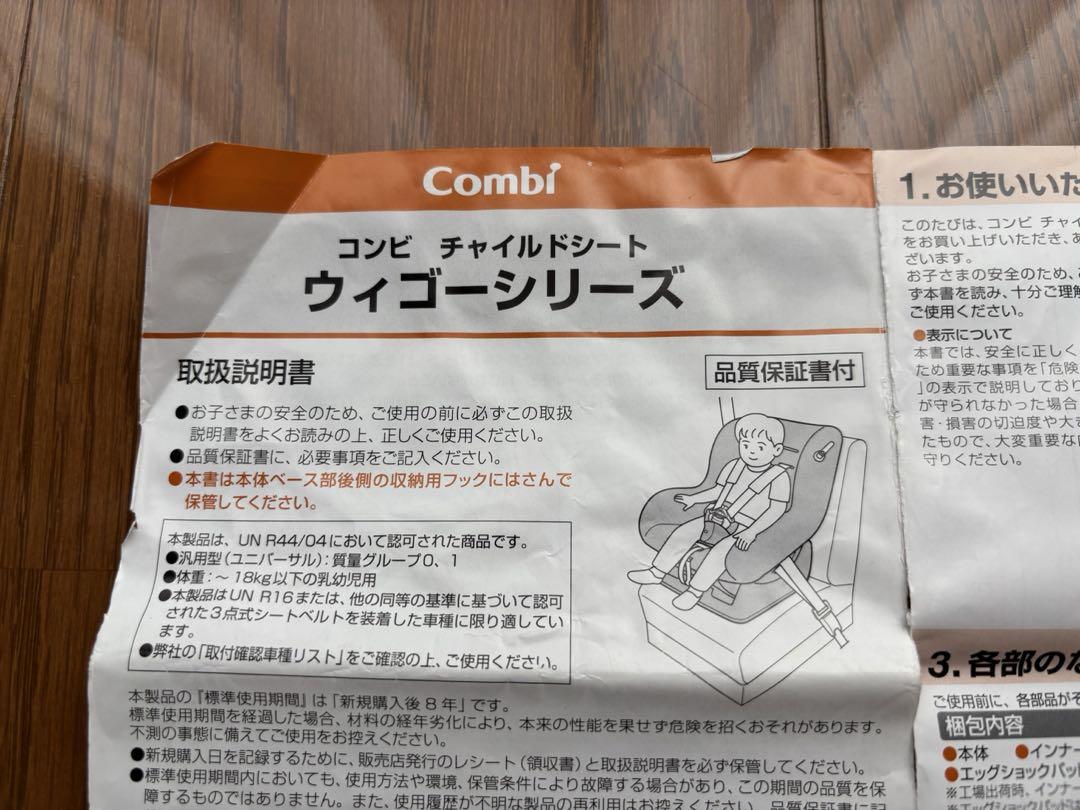 Combi
コンビ チャイルドシート
ウィゴーシリーズ
取扱説明書
品質保証書付
●お子さまの安全のため、ご使用の前に必ずこの取扱
説明書をよくお読みの上、正しくご使用ください。
●品質保証書に、必要事項をご記入ください。
●本書は本体ベース部後側の収納用フックにはさんで
保管してください。
本製品は、UN R44/04において認可された商品です。
●汎用型(ユニバーサル):質量グループ0、1
●体重:〜18kg以下の乳幼児用
●本製品はUN R16または、他の同等の基準に基づいて認可
された3点式シートベルトを装着した車種に限り適してい
ます。
●弊社の「取付確認車種リスト」をご確認の上、ご使用ください。
本製品の『標準使用期間』は「新規購入後8年」です。
標準使用期間を経過した場合、材料の経年劣化により、本来の性能を果せず危険を招くおそれがあります。
不測の事態に備えてご使用をお控えください。
●新規購入日を記録するために、販売店発行のレシート(領収書)と取扱説明書を必ず保管してください。
●標準使用期間内においても、使用方法や環境、保管条件により故障する場合があり、この期間の品質を保
障するものではありません。また、使用履歴が不明な製品の再利用はお控えください。品質保証書に
1.お使いいた
このたびは、コンビ チャイ
をお買い上げいただき、あ
ざいます。
お子さまの安全のため、
ず本書を読み、十分ご理解
ご使用ください。
●表示について
本書では、安全に正しく
ため重要な事項を「危険
」の表示で説明しており
が守られなかった場合
害・損害の切迫度や大き
たもので、大変重要な
守りください。
3.各部のな
ご使用前に、各部品がそ
梱包内容
●本体 ●インナー
●エッグショックパッ
※工場出荷時、インナー